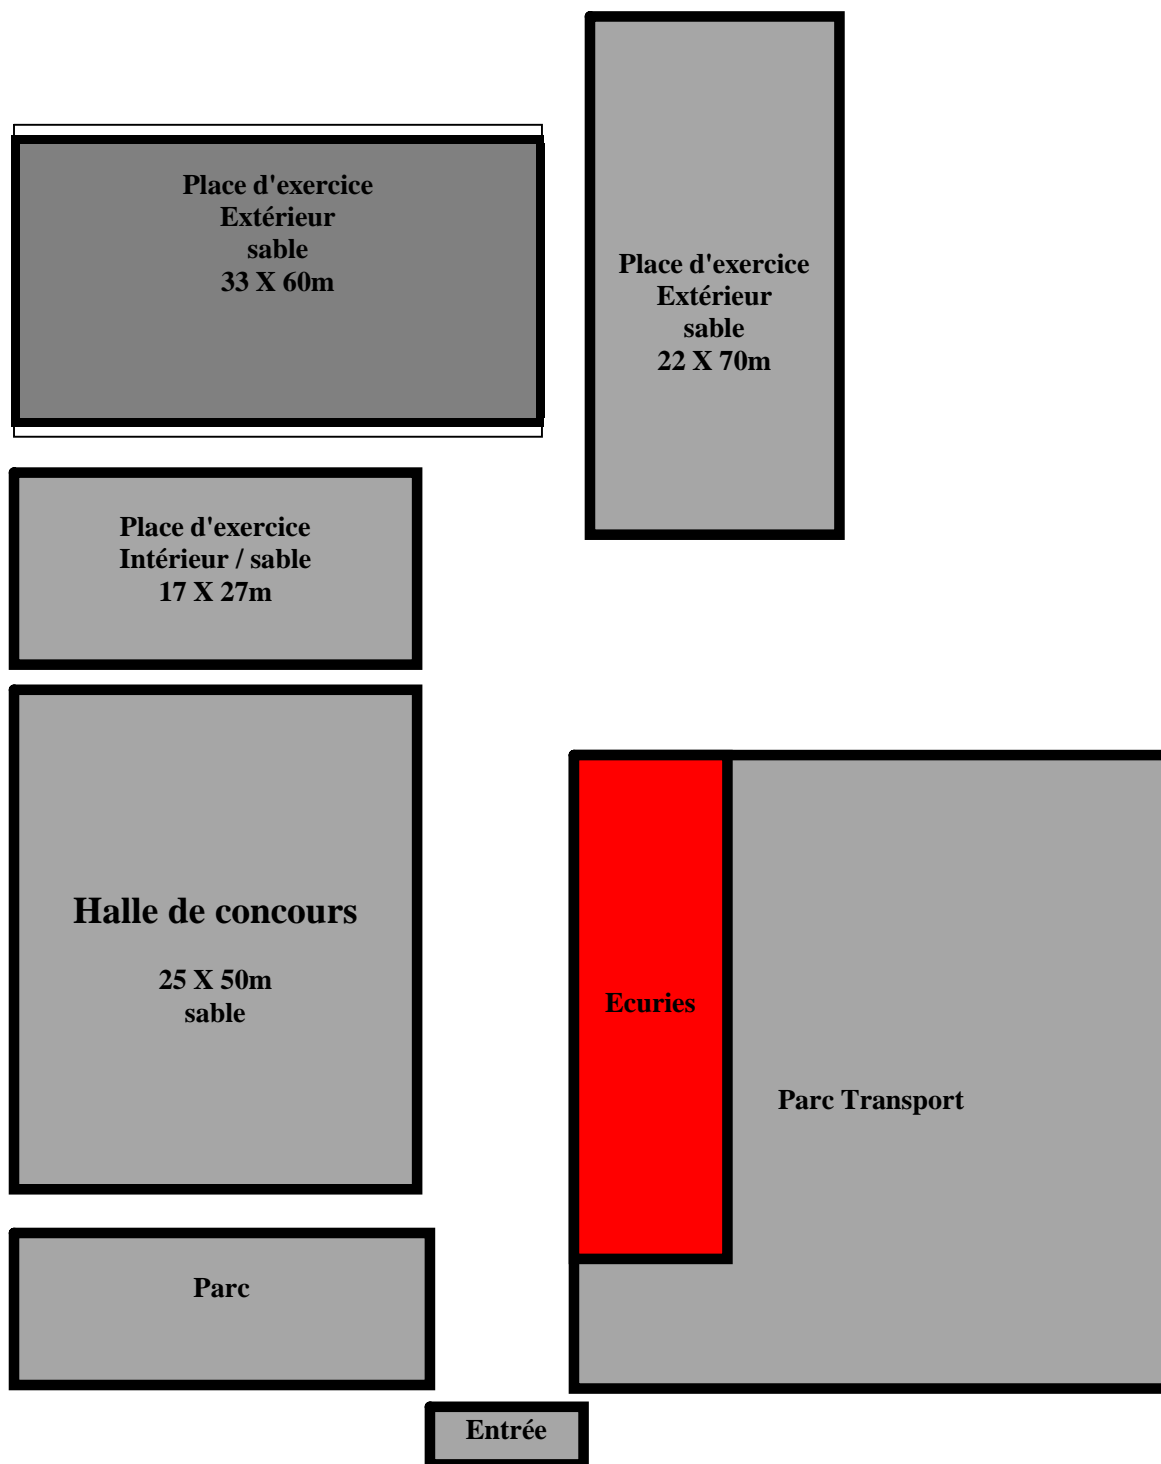 Place d'exercice
Extérieur
sable
33 X 60m
Place d'exercice
Extérieur
sable
22 X 70m
Place d'exercice
Intérieur / sable
17 X 27m
Halle de concours
25 X 50m
sable
Ecuries
Parc Transport
Parc
Entrée